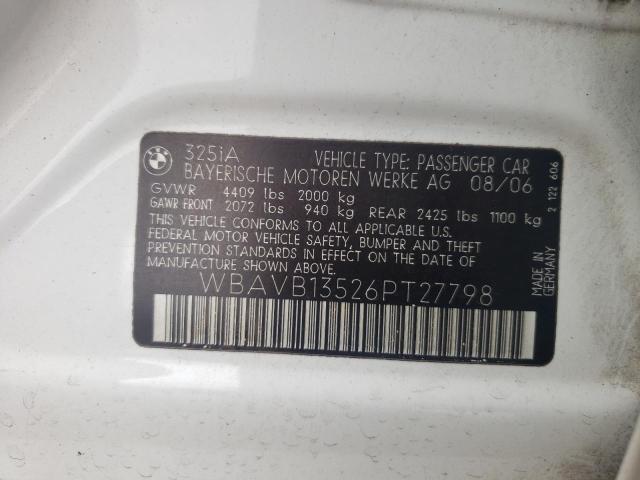 BMW
325iA VEHICLE TYPE: PASSENGER CAR
BAYERISCHE MOTOREN WERKE AG 08/06
GVWR 4409 lbs 2000 kg
GAWR FRONT 2072 lbs 940 kg REAR 2425 lbs 1100 kg
THIS VEHICLE CONFORMS TO ALL APPLICABLE U.S.
FEDERAL MOTOR VEHICLE SAFETY, BUMPER AND THEFT
PREVENTION STANDARDS IN EFFECT ON THE DATE OF
MANUFACTURE SHOWN ABOVE.
WBAVB13526PT27798
2 122 606
MADE IN
GERMANY